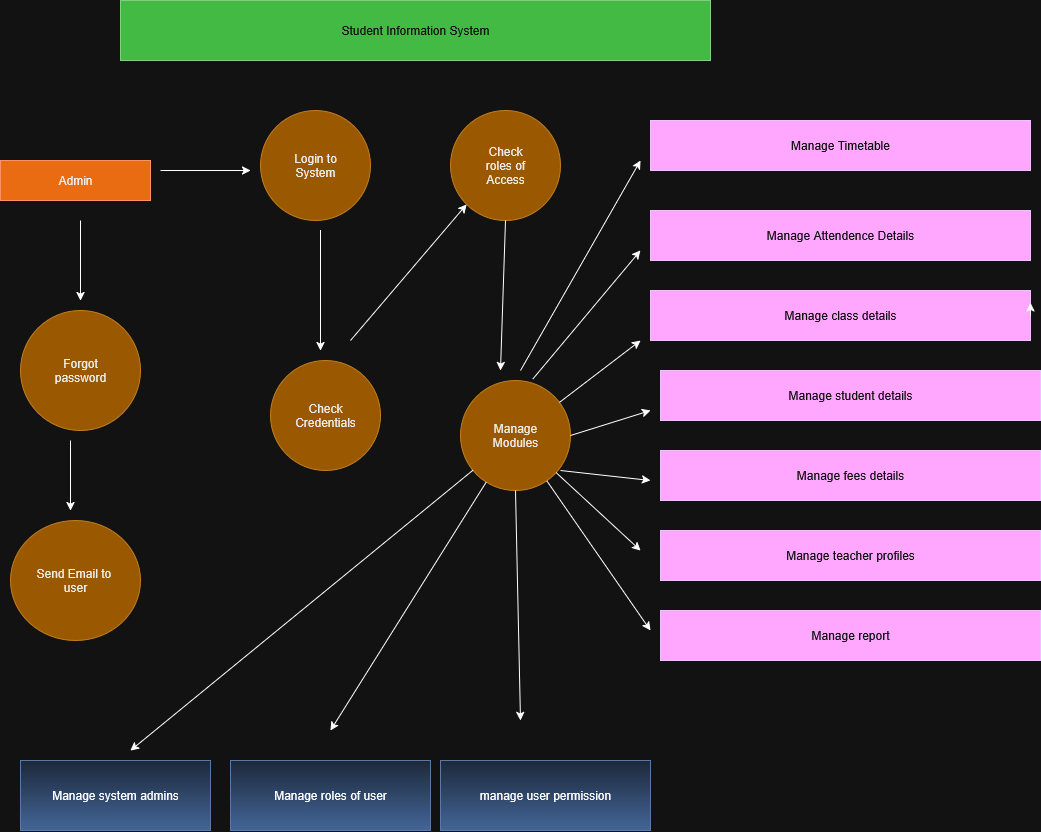 Student Information System
Admin
Login to
System
Check
roles of
Access
Manage Timetable
Manage Attendence Details
Manage class details
Forgot
password
Check
Credentials
Manage
Modules
Manage student details
Manage fees details
Manage teacher profiles
Send Email to
user
Manage report
Manage system admins
Manage roles of user
manage user permission